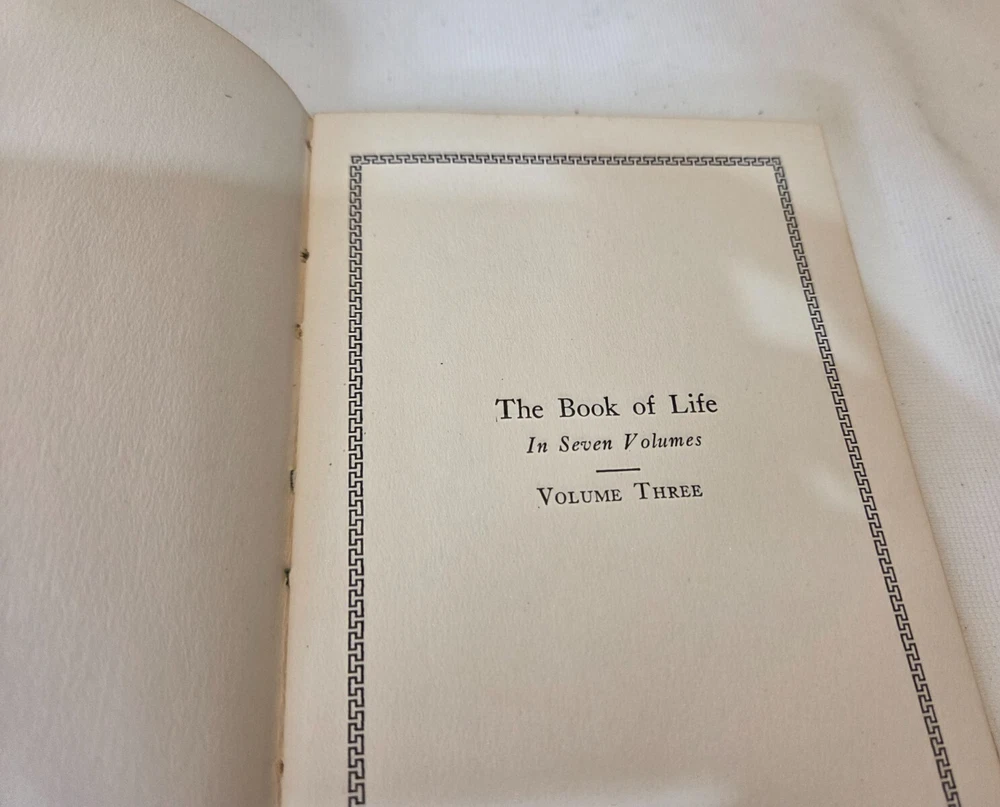 The Book of Life
In Seven Volumes
VOLUME THREE